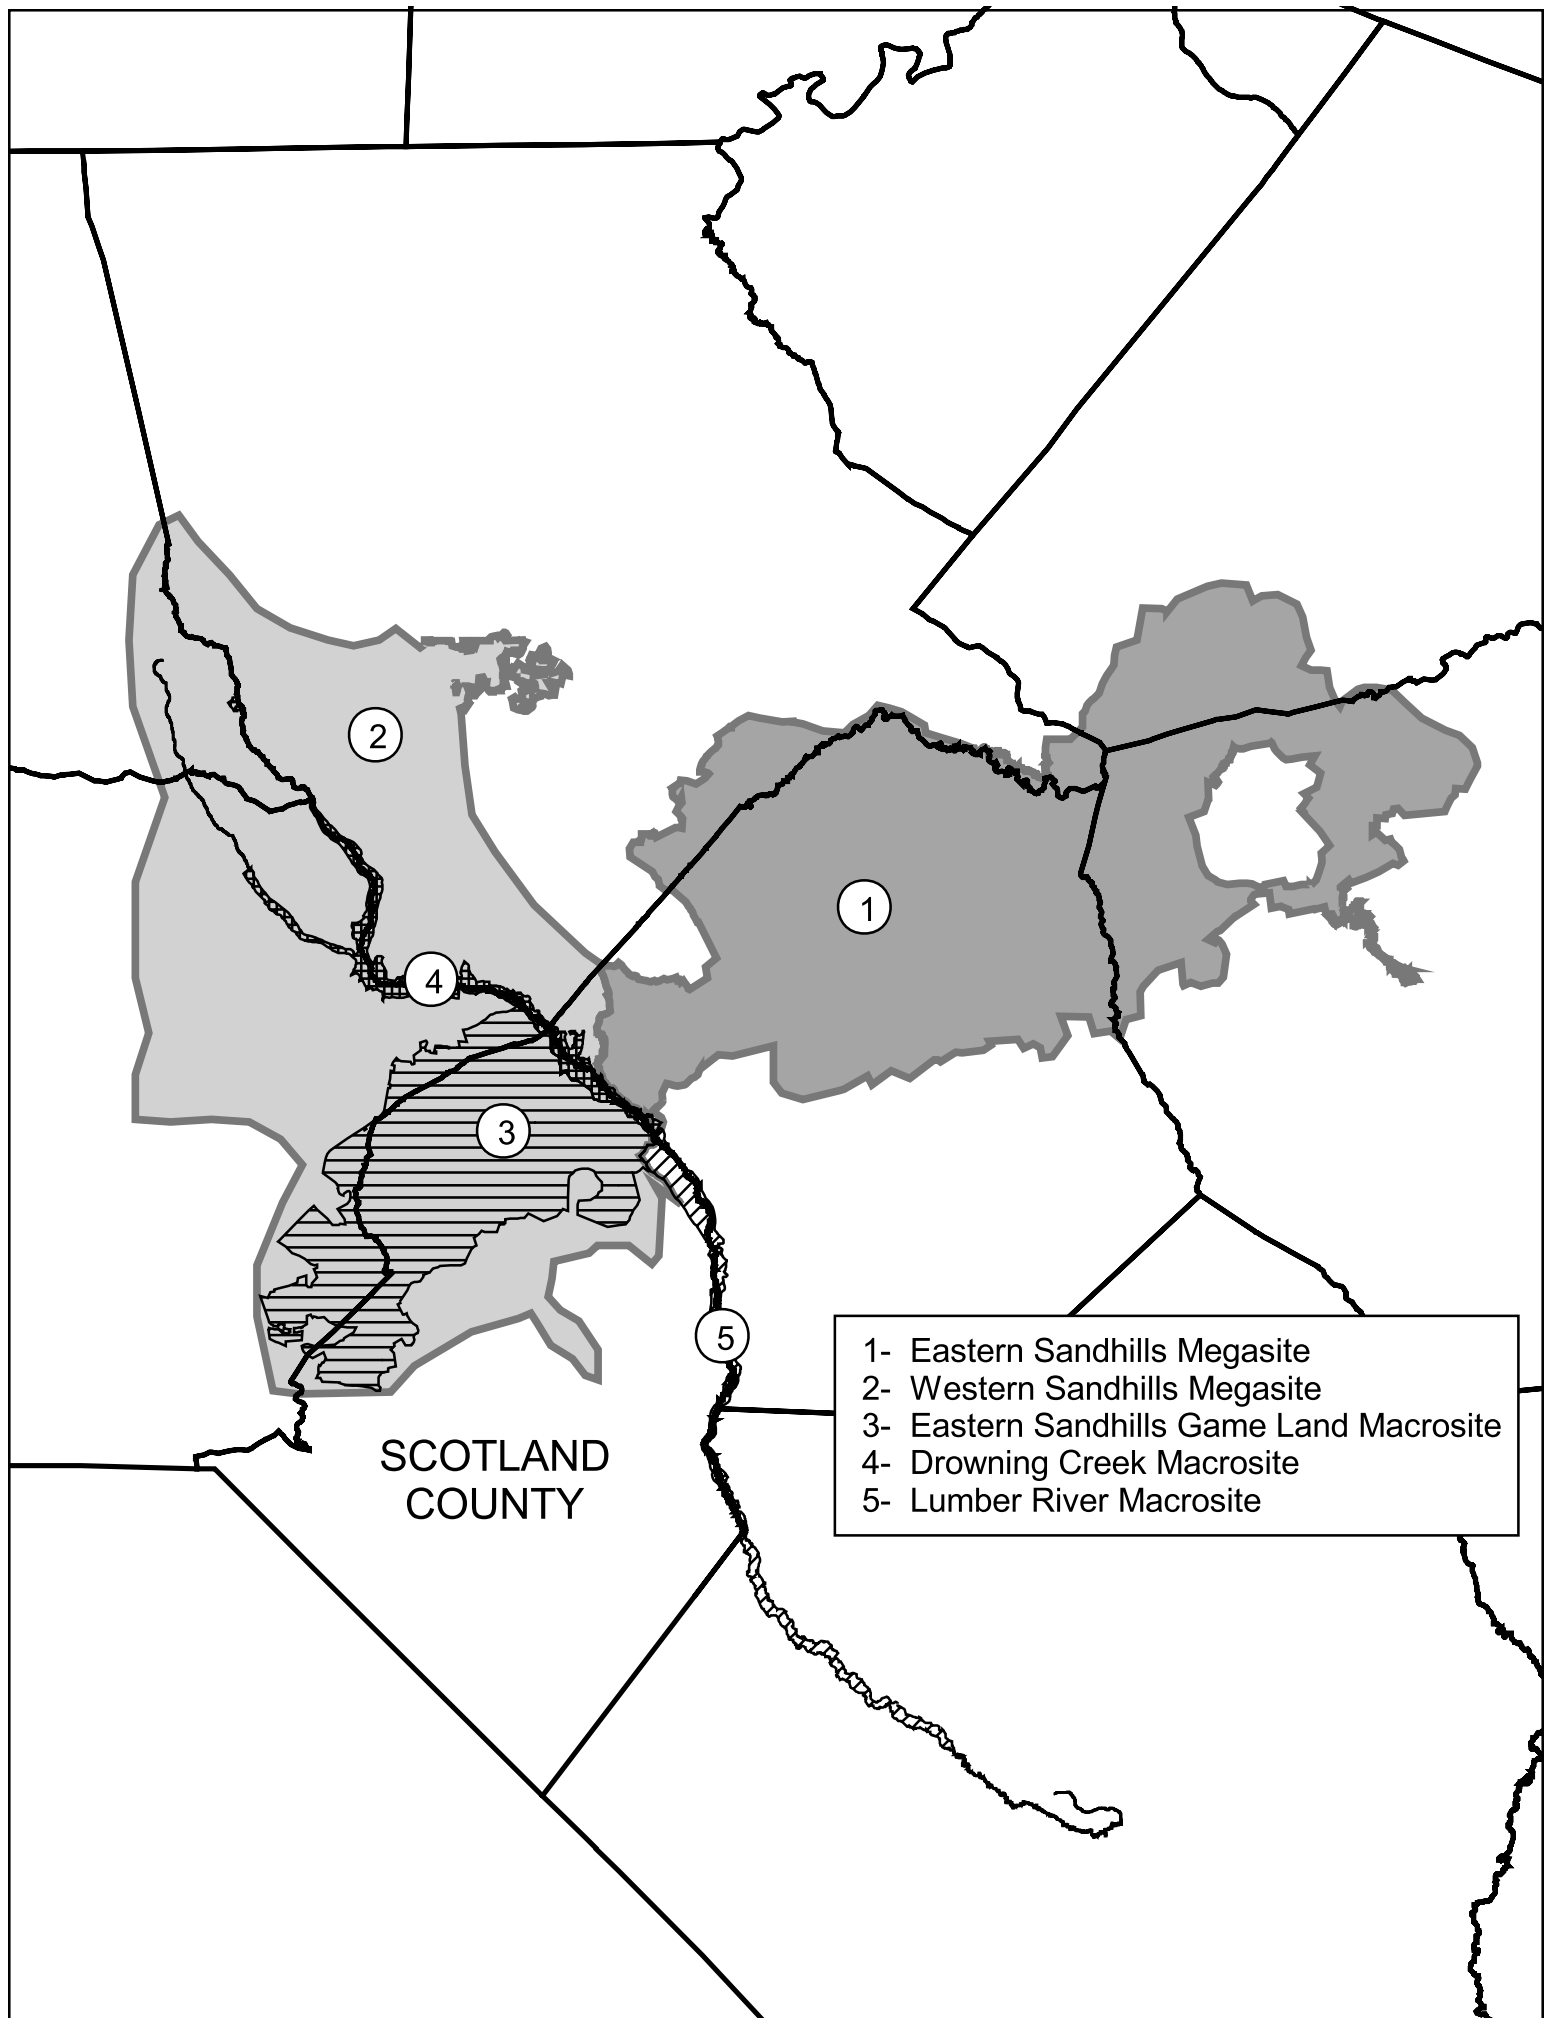 2
1
4
3
5
1- Eastern Sandhills Megasite
2- Western Sandhills Megasite
3- Eastern Sandhills Game Land Macrosite
4- Drowning Creek Macrosite
5- Lumber River Macrosite
SCOTLAND
COUNTY